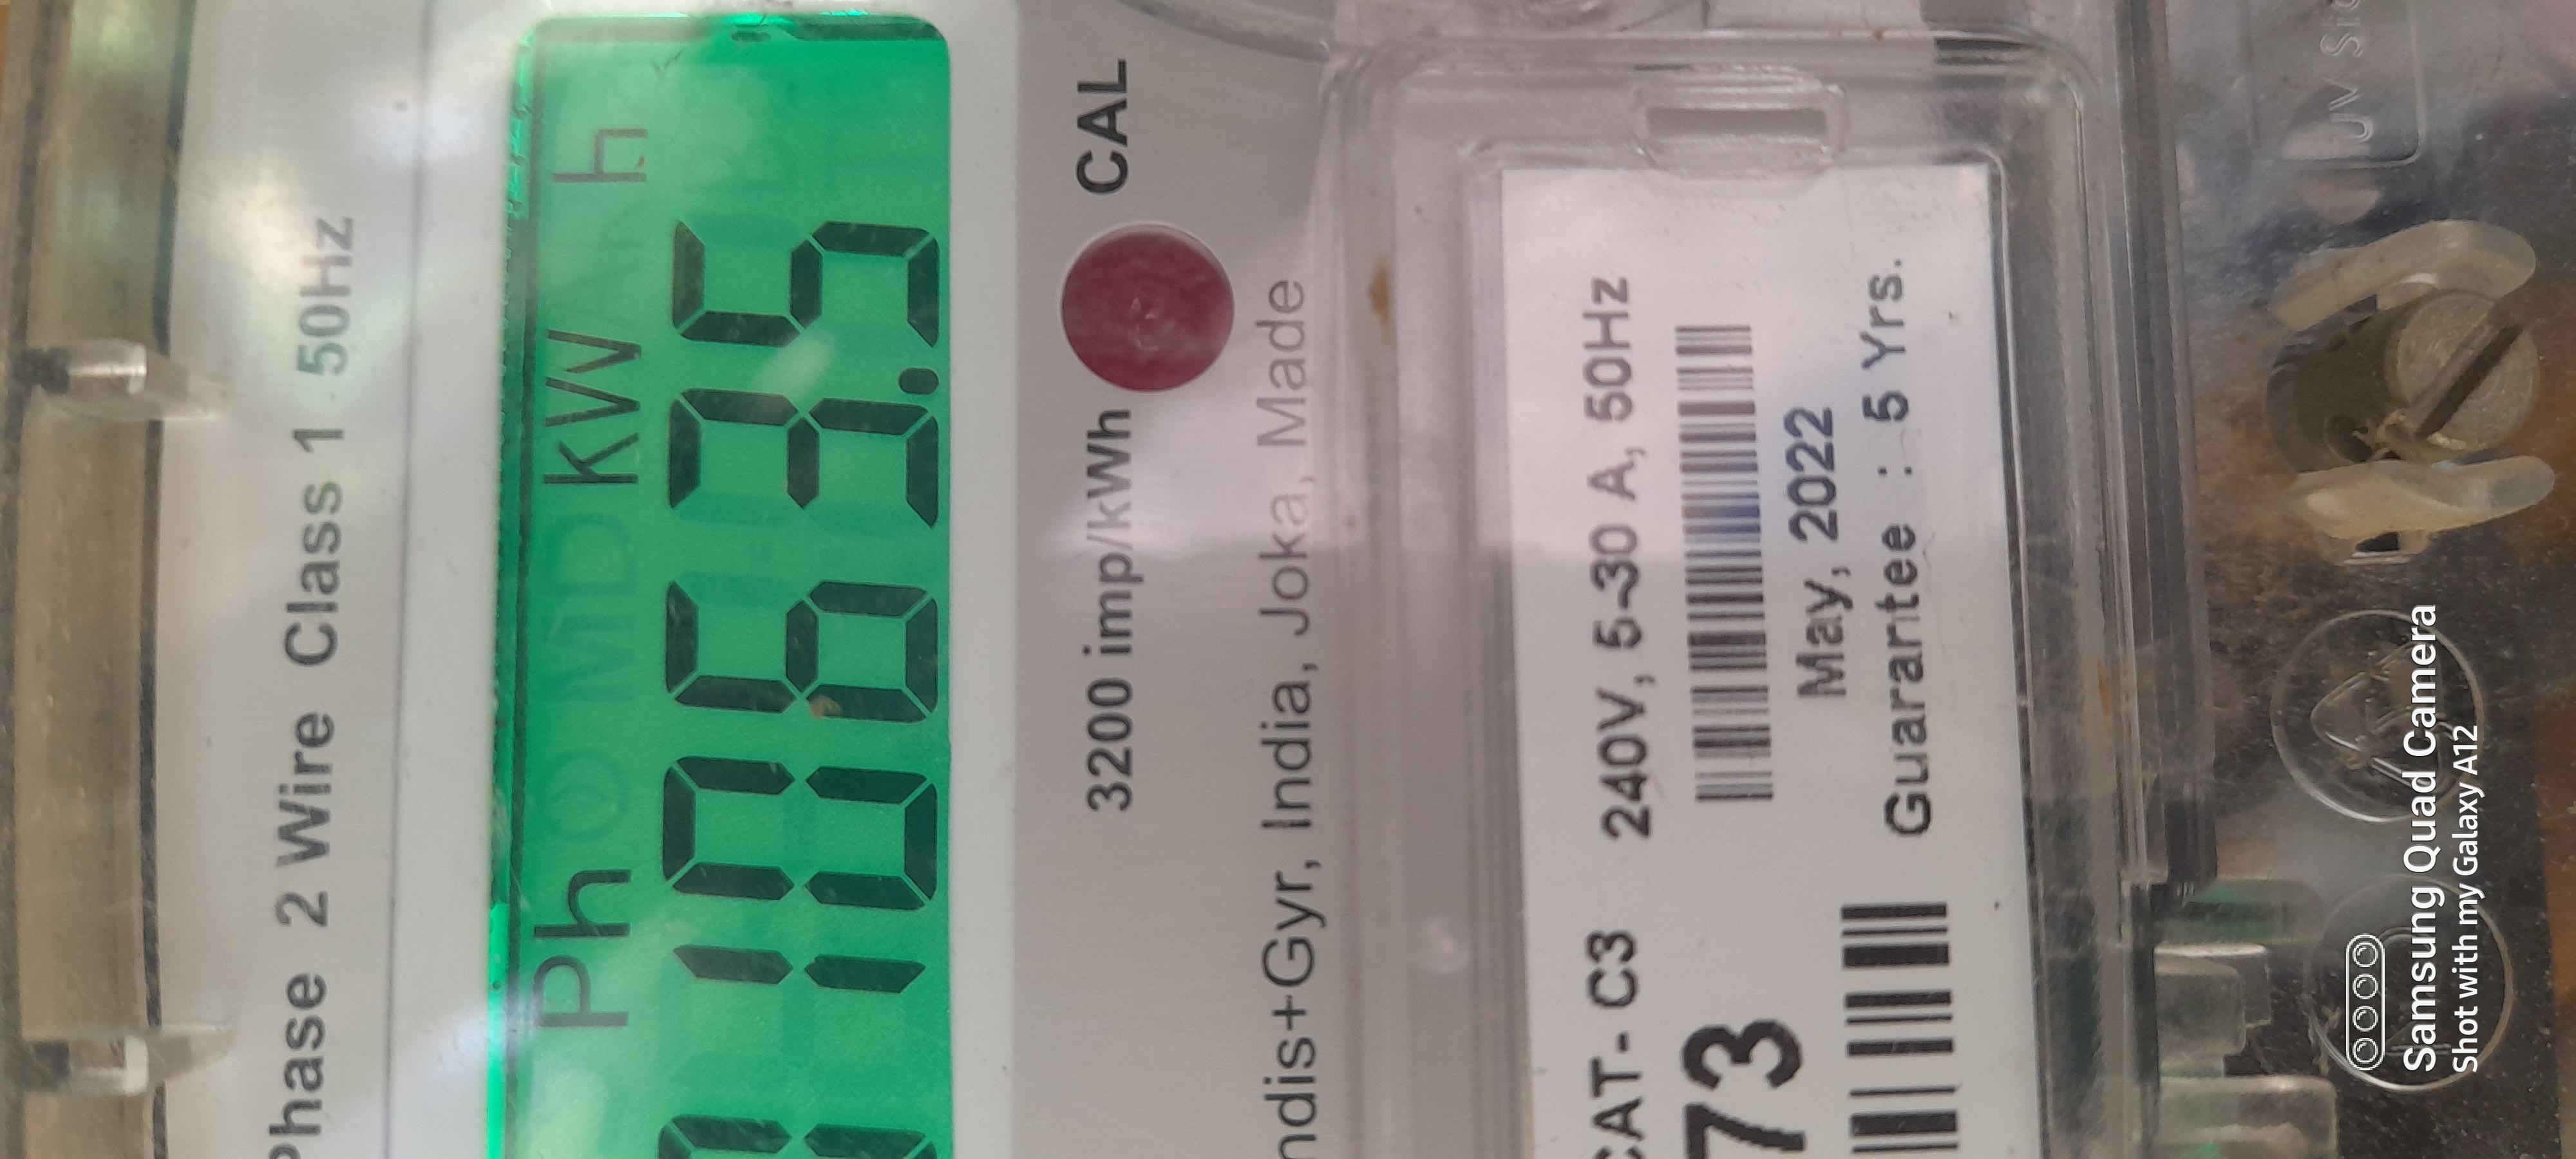 Phase 2 Wire Class 1 50Hz
Ph kW h
1063.5
3200 imp/kWh CAL
ndis+Gyr, India, Joka, Made
CAT- C3 240V, 5-30 A, 50Hz
73
May, 2022
Guarantee : 5 Yrs.
UV
Samsung Quad Camera
Shot with my Galaxy A12